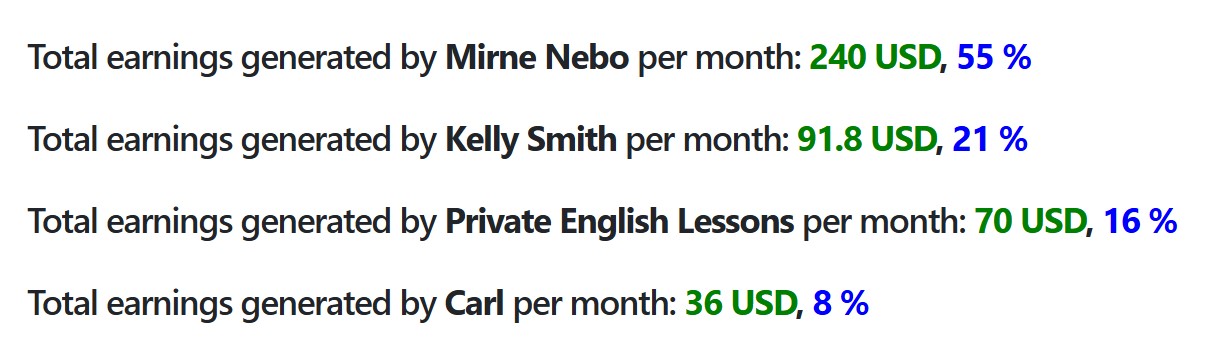 Total earnings generated by Mirne Nebo per month: 240 USD, 55 %
Total earnings generated by Kelly Smith per month: 91.8 USD, 21 %
Total earnings generated by Private English Lessons per month: 70 USD, 16 %
Total earnings generated by Carl per month: 36 USD, 8 %